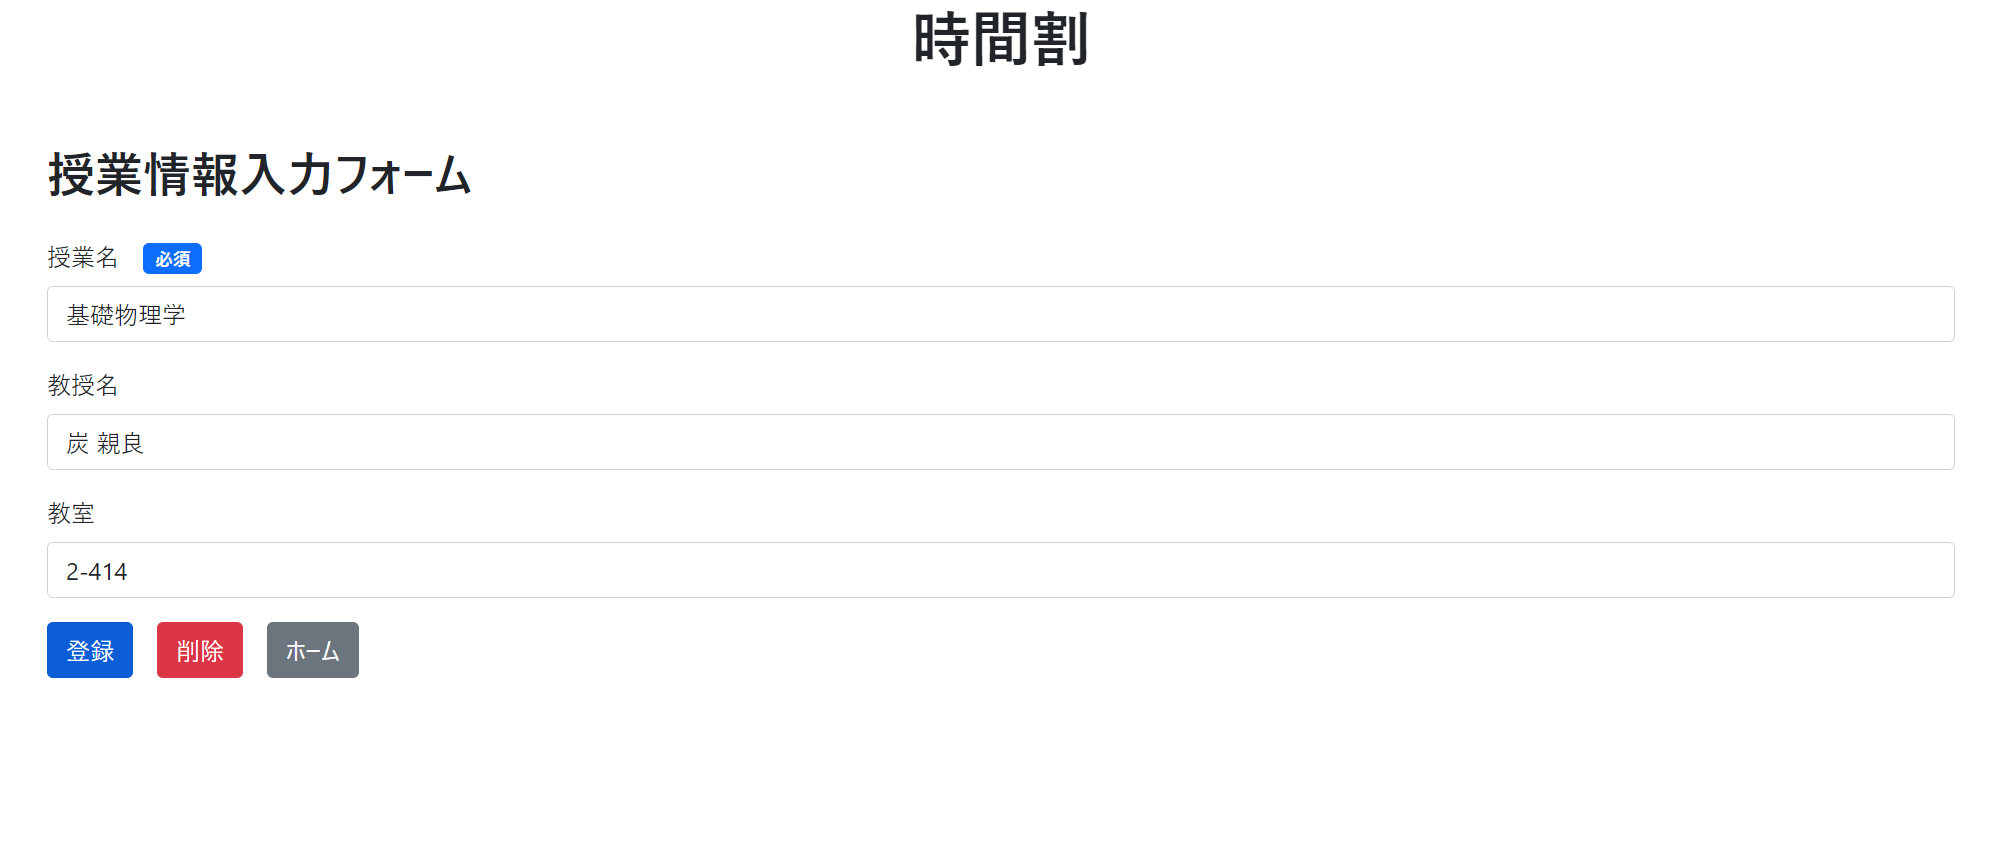 時間割
授業情報入力フォーム
授業名 必須
基礎物理学
教授名
炭 親良
教室
2-414
登録 削除 ホーム